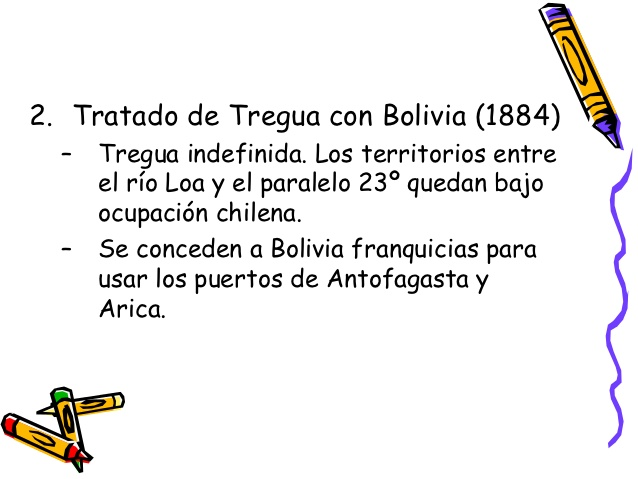 2. Tratado de Tregua con Bolivia (1884)
– Tregua indefinida. Los territorios entre
el río Loa y el paralelo 23º quedan bajo
ocupación chilena.
– Se conceden a Bolivia franquicias para
usar los puertos de Antofagasta y
Arica.